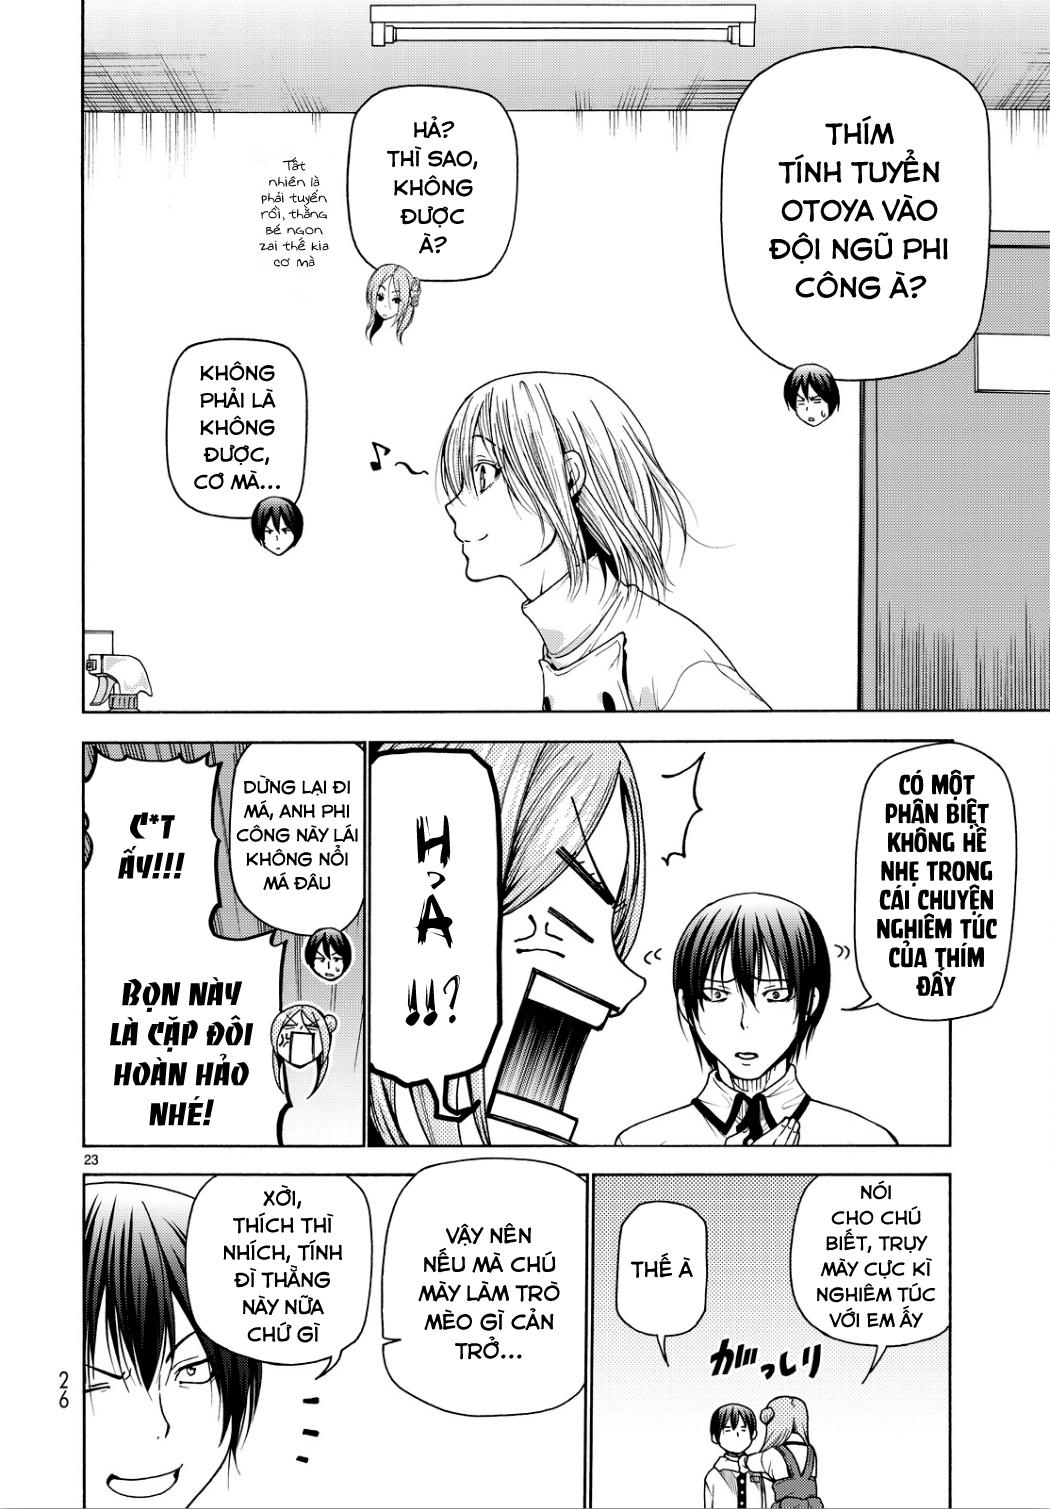 THÍM
TÍNH TUYỂN
OTOYA VÀO
ĐỘI NGŨ PHI
CÔNG À?
HẢ?
THÌ SAO,
KHÔNG
ĐƯỢC
À?
Tất
nhiên là
phải tuyển
rồi, thằng
bé ngon
zai thế kia
cơ mà
KHÔNG
PHẢI LÀ
KHÔNG
ĐƯỢC,
CƠ MÀ...
CÓ MỘT
PHÂN BIỆT
KHÔNG HỀ
NHẸ TRONG
CÁI CHUYỆN
NGHIÊM TÚC
CỦA THÍM
ĐẤY
HẢ!!?
DỪNG LẠI ĐI
MÁ, ANH PHI
CÔNG NÀY LÁI
KHÔNG NỔI
MÁ ĐÂU
C*T
ẤY!!!
BỌN NÀY
LÀ CẶP ĐÔI
HOÀN HẢO
NHÉ!
23
NÓI
CHO CHÚ
BIẾT, TRỤY
MÀY CỰC KÌ
NGHIÊM TÚC
VỚI EM ẤY
THẾ À
がっしり
VẬY NÊN
NẾU MÀ CHÚ
MÀY LÀM TRÒ
MÈO GÌ CẢN
TRỞ...
XỜI,
THÍCH THÌ
NHÍCH, TÍNH
ĐÌ THẰNG
NÀY NỮA
CHỨ GÌ
26